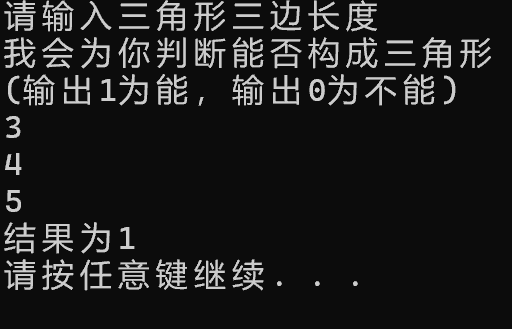 请输入三角形三边长度
我会为你判断能否构成三角形
(输出1为能, 输出0为不能)
3
4
5
结果为1
请按任意键继续. . .